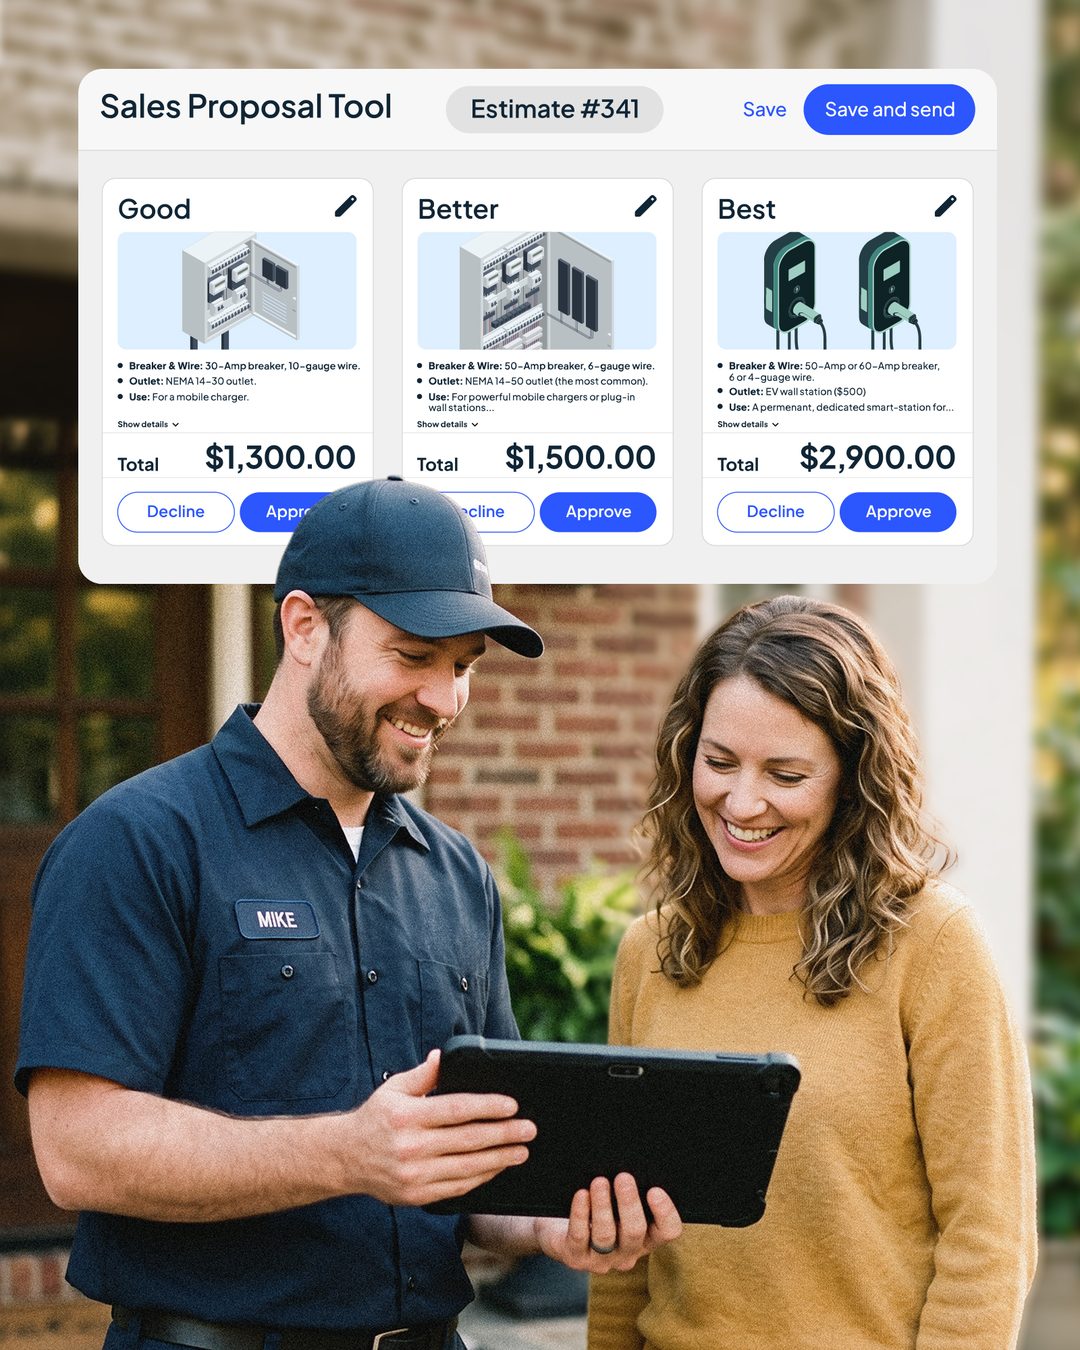 Sales Proposal Tool
Estimate #341
Save
Save and send
Good
Breaker & Wire: 30-Amp breaker, 10-gauge wire.
Outlet: NEMA 14-30 outlet.
Use: For a mobile charger.
Show details
Total
$1,300.00
Decline
Appr
Better
Breaker & Wire: 50-Amp breaker, 6-gauge wire.
Outlet: NEMA 14-50 outlet (the most common).
Use: For powerful mobile chargers or plug-in
wall stations...
Show details
Total
$1,500.00
ecline
Approve
Best
Breaker & Wire: 50-Amp or 60-Amp breaker,
6 or 4-guage wire.
Outlet: EV wall station ($500)
Use: A permenant, dedicated smart-station for...
Show details
Total
$2,900.00
Decline
Approve
MIKE